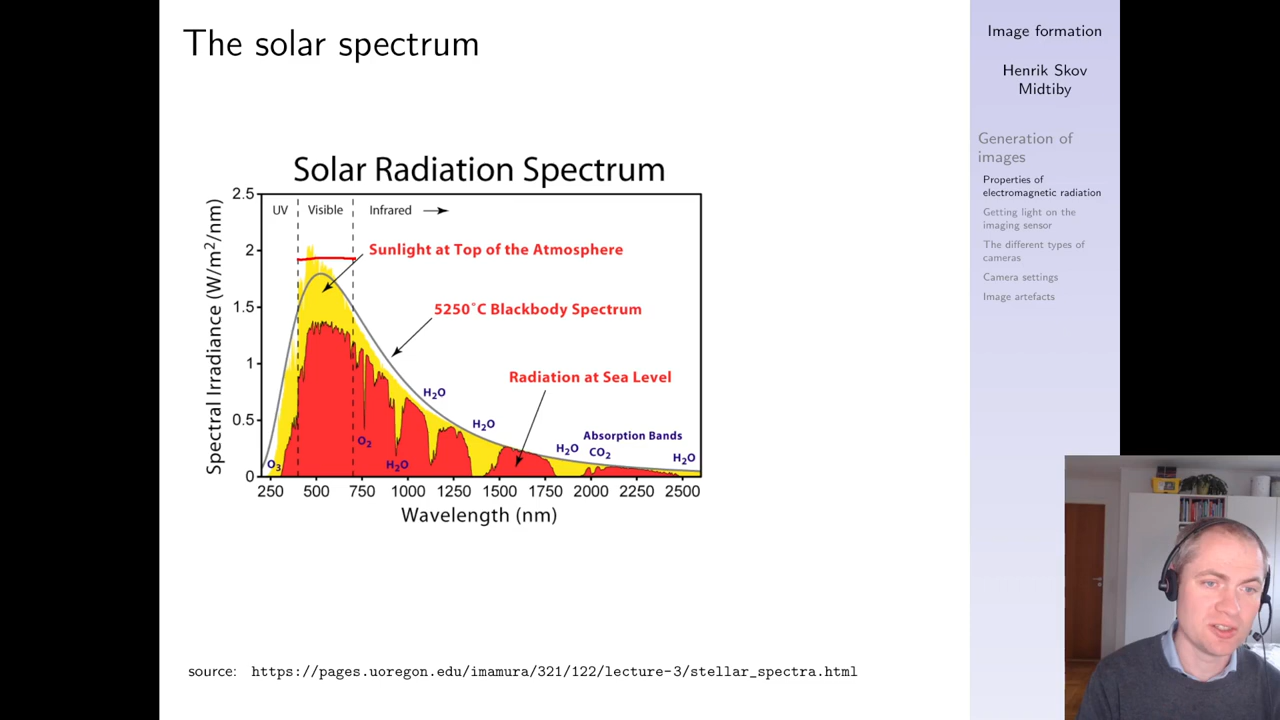 The solar spectrum
Solar Radiation Spectrum
Spectral Irradiance (W/m²/nm)
2.5
2
1.5
1
0.5
0
UV
Visible
Infrared
Sunlight at Top of the Atmosphere
5250°C Blackbody Spectrum
Radiation at Sea Level
H₂O
H₂O
Absorption Bands
H₂O
CO₂
H₂O
O₂
O₃
H₂O
250 500 750 1000 1250 1500 1750 2000 2250 2500
Wavelength (nm)
source: https://pages.uoregon.edu/imamura/321/122/lecture-3/stellar_spectra.html
Image formation
Henrik Skov
Midtiby
Generation of
images
Properties of
electromagnetic radiation
Getting light on the
imaging sensor
The different types of
cameras
Camera settings
Image artefacts